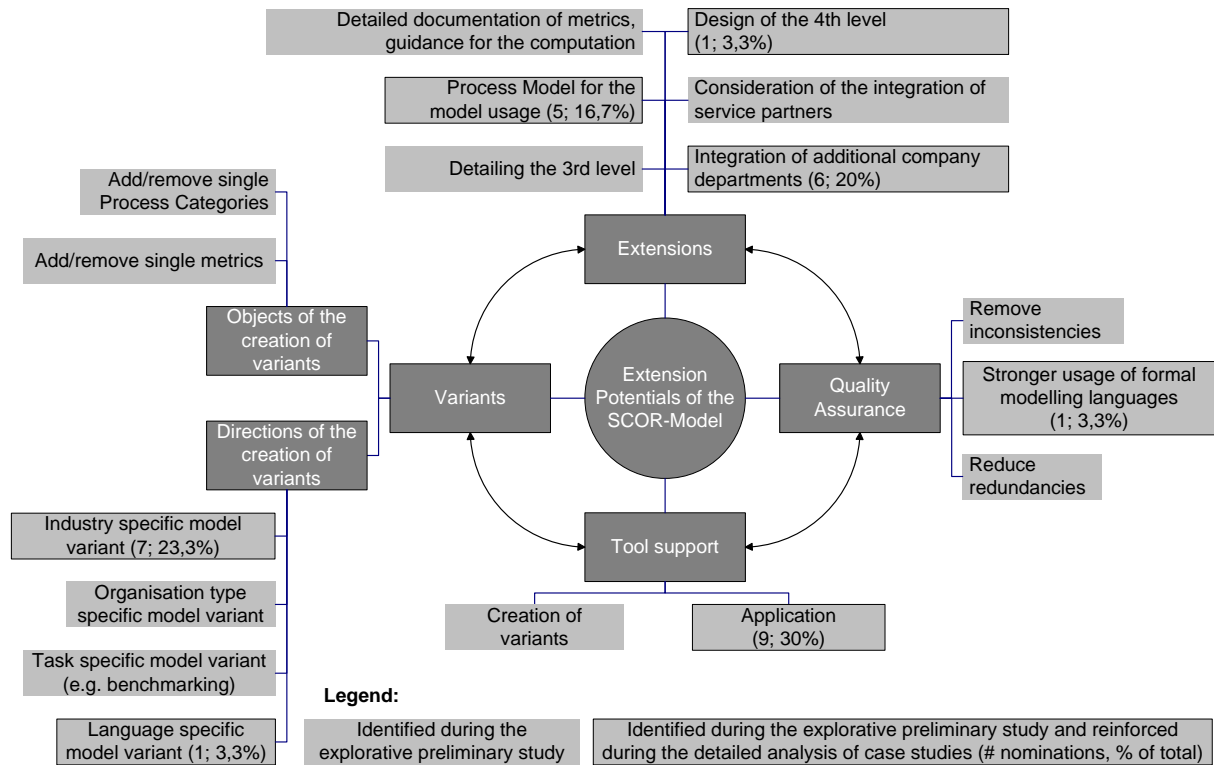 Detailed documentation of metrics,
guidance for the computation
Design of the 4th level
(1; 3,3%)
Process Model for the
model usage (5; 16,7%)
Consideration of the integration of
service partners
Detailing the 3rd level
Integration of additional company
departments (6; 20%)
Add/remove single
Process Categories
Add/remove single metrics
Objects of the
creation of
variants
Directions of the
creation of
variants
Industry specific model
variant (7; 23,3%)
Organisation type
specific model variant
Task specific model variant
(e.g. benchmarking)
Language specific
model variant (1; 3,3%)
Extensions
Variants
Extension
Potentials of the
SCOR-Model
Quality
Assurance
Remove
inconsistencies
Stronger usage of formal
modelling languages
(1; 3,3%)
Reduce
redundancies
Tool support
Creation of
variants
Application
(9; 30%)
Legend:
Identified during the
explorative preliminary study
Identified during the explorative preliminary study and reinforced
during the detailed analysis of case studies (# nominations, % of total)